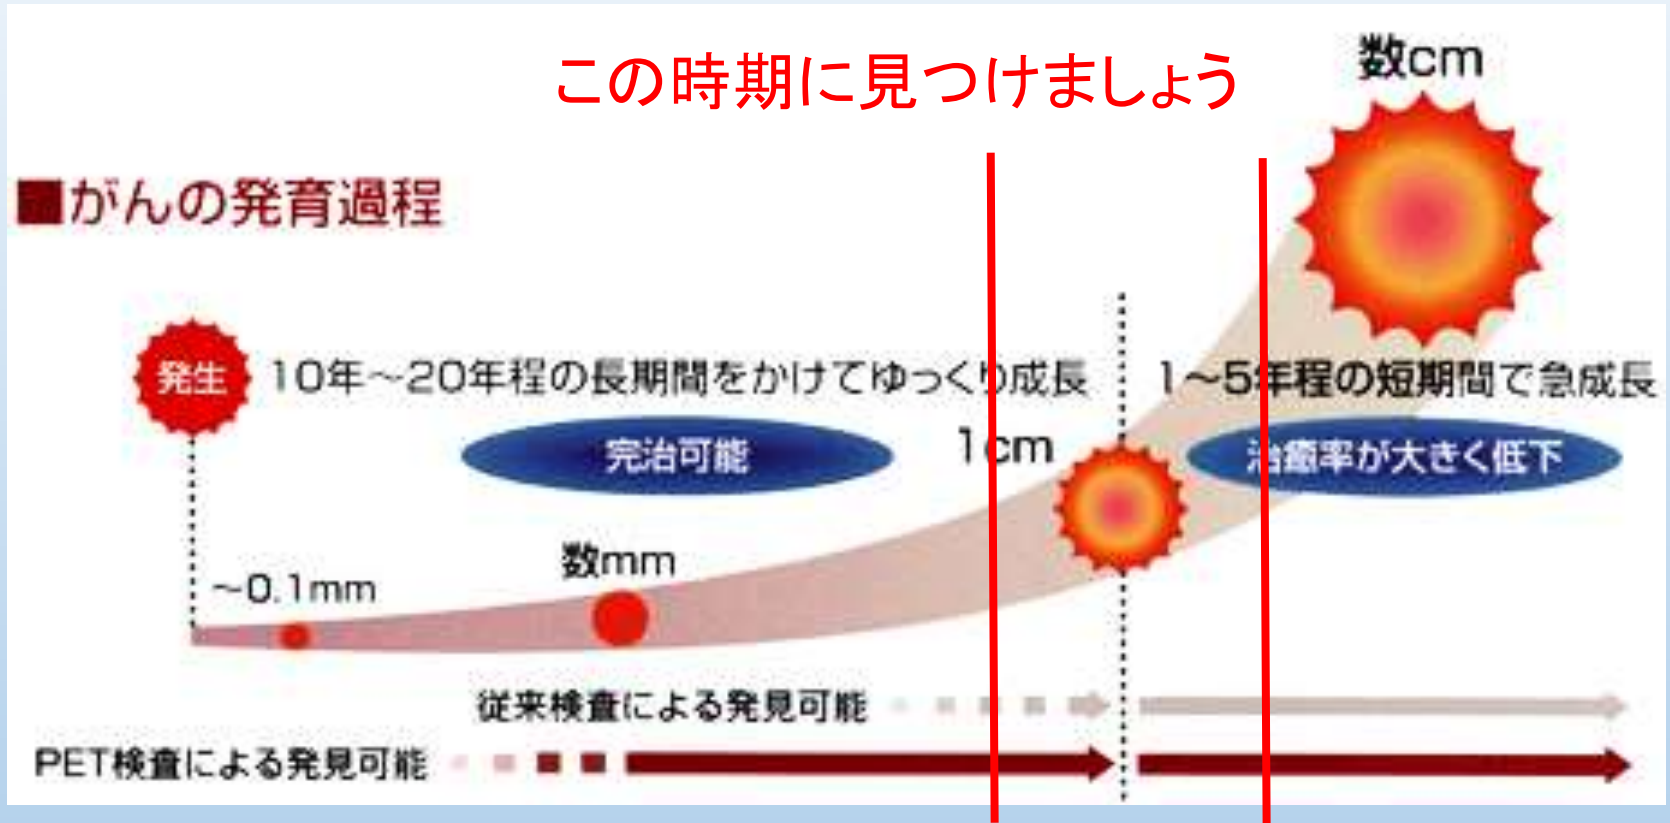 この時期に見つけましょう
数cm
■がんの発育過程
発生
10年～20年程の長期間をかけてゆっくり成長
1～5年程の短期間で急成長
完治可能
1cm
治癒率が大きく低下
数mm
～0.1mm
従来検査による発見可能
PET検査による発見可能